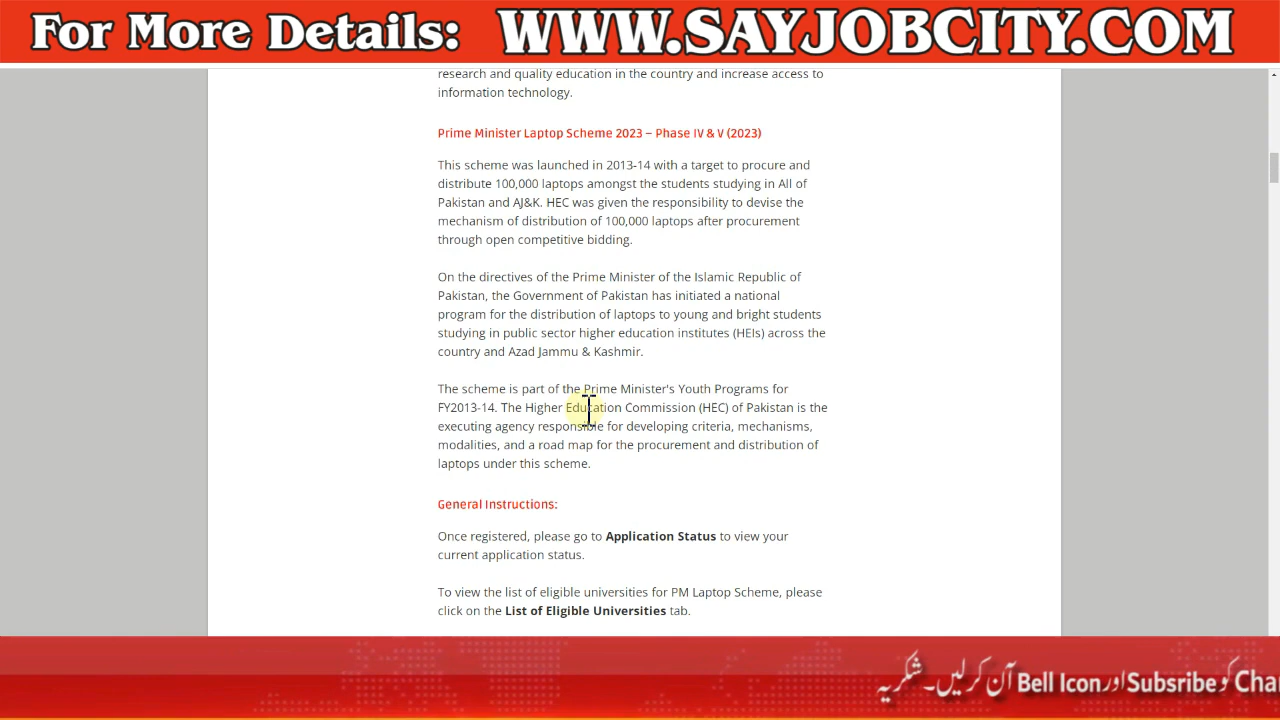 For More Details: WWW.SAYJOBCITY.COM
research and quality education in the country and increase access to
information technology.
Prime Minister Laptop Scheme 2023 – Phase IV & V (2023)
This scheme was launched in 2013-14 with a target to procure and
distribute 100,000 laptops amongst the students studying in All of
Pakistan and AJ&K. HEC was given the responsibility to devise the
mechanism of distribution of 100,000 laptops after procurement
through open competitive bidding.
On the directives of the Prime Minister of the Islamic Republic of
Pakistan, the Government of Pakistan has initiated a national
program for the distribution of laptops to young and bright students
studying in public sector higher education institutes (HEIs) across the
country and Azad Jammu & Kashmir.
The scheme is part of the Prime Minister's Youth Programs for
FY2013-14. The Higher Education Commission (HEC) of Pakistan is the
executing agency responsible for developing criteria, mechanisms,
modalities, and a road map for the procurement and distribution of
laptops under this scheme.
General Instructions:
Once registered, please go to Application Status to view your
current application status.
To view the list of eligible universities for PM Laptop Scheme, please
click on the List of Eligible Universities tab.
Cha کو Subsribe اور Bell Icon آن کرلیں۔ شکریہ